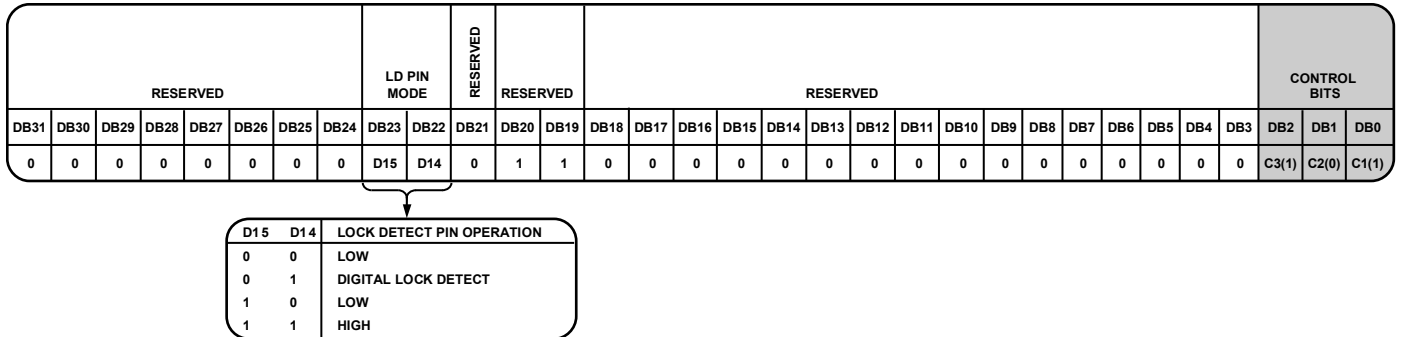 RESERVED
LD PIN
MODE
RESERVED
RESERVED
RESERVED
CONTROL
BITS
DB31 DB30 DB29 DB28 DB27 DB26 DB25 DB24 DB23 DB22 DB21 DB20 DB19 DB18 DB17 DB16 DB15 DB14 DB13 DB12 DB11 DB10 DB9 DB8 DB7 DB6 DB5 DB4 DB3 DB2 DB1 DB0
0 0 0 0 0 0 0 0 D15 D14 0 1 1 0 0 0 0 0 0 0 0 0 0 0 0 0 0 0 0 C3(1) C2(0) C1(1)
D15 D14 LOCK DETECT PIN OPERATION
0 0 LOW
0 1 DIGITAL LOCK DETECT
1 0 LOW
1 1 HIGH